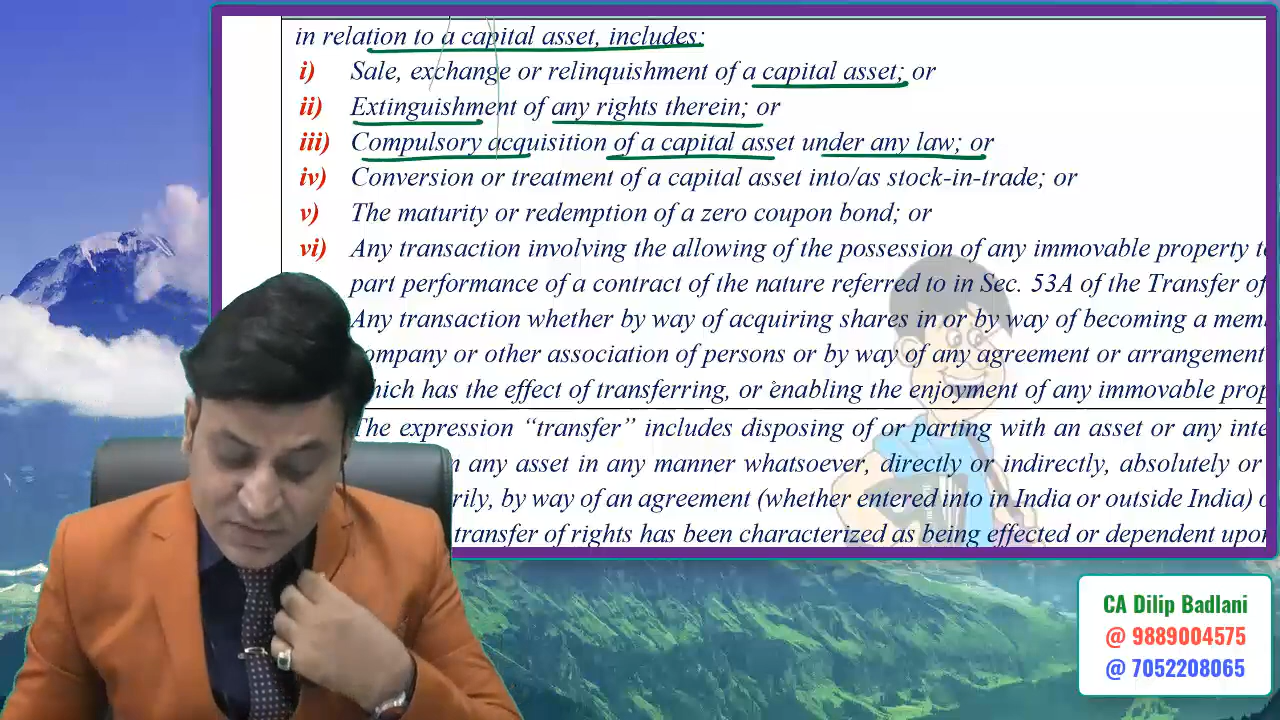 in relation to a capital asset, includes:
i) Sale, exchange or relinquishment of a capital asset; or
ii) Extinguishment of any rights therein; or
iii) Compulsory acquisition of a capital asset under any law; or
iv) Conversion or treatment of a capital asset into/as stock-in-trade; or
v) The maturity or redemption of a zero coupon bond; or
vi) Any transaction involving the allowing of the possession of any immovable property
part performance of a contract of the nature referred to in Sec. 53A of the Transfer of
Any transaction whether by way of acquiring shares in or by way of becoming a
or other association of persons or by way of any agreement or arrangement
which has the effect of transferring, or enabling the enjoyment of any immovable
The expression “transfer” includes disposing of or parting with an asset or any
any asset in any manner whatsoever, directly or indirectly, absolutely or
by way of an agreement (whether entered into in India or outside India)
transfer of rights has been characterized as being effected or dependent upon
CA Dilip Badlani
@ 9889004575
@ 7052208065